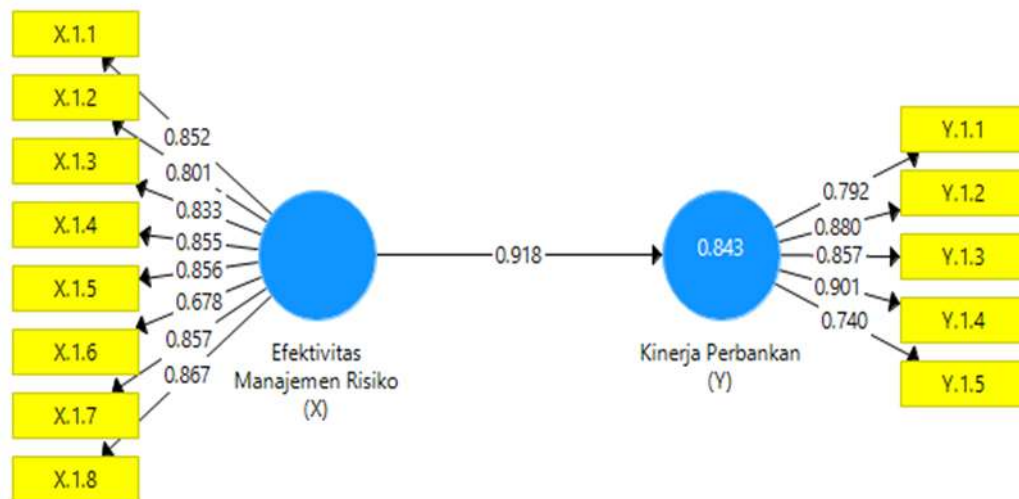 X.1.1
X.1.2
X.1.3
X.1.4
X.1.5
X.1.6
X.1.7
X.1.8
0.852
0.801
0.833
0.855
0.856
0.678
0.857
0.867
Efektivitas
Manajemen Risiko
(X)
0.918
0.843
Kinerja Perbankan
(Y)
0.792
0.880
0.857
0.901
0.740
Y.1.1
Y.1.2
Y.1.3
Y.1.4
Y.1.5